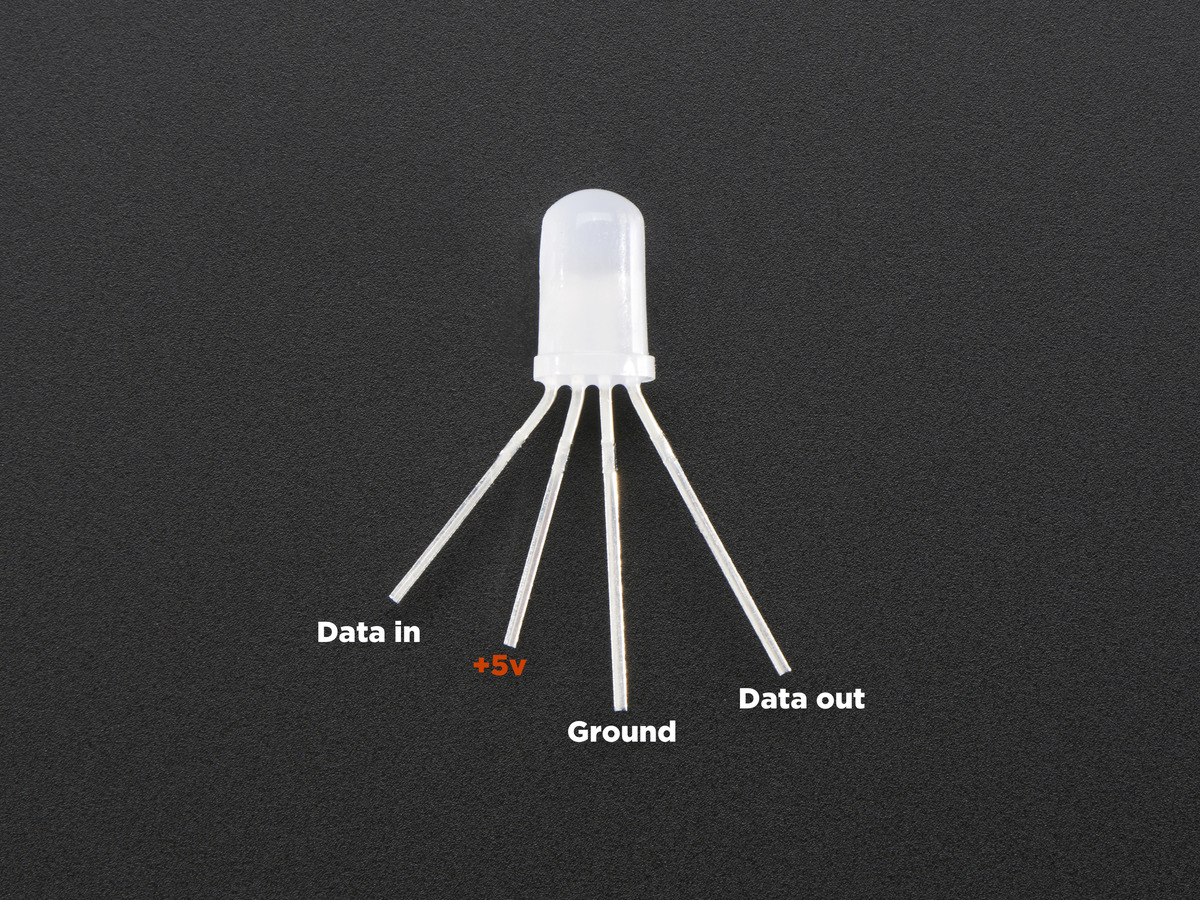 Data in
+5v
Ground
Data out